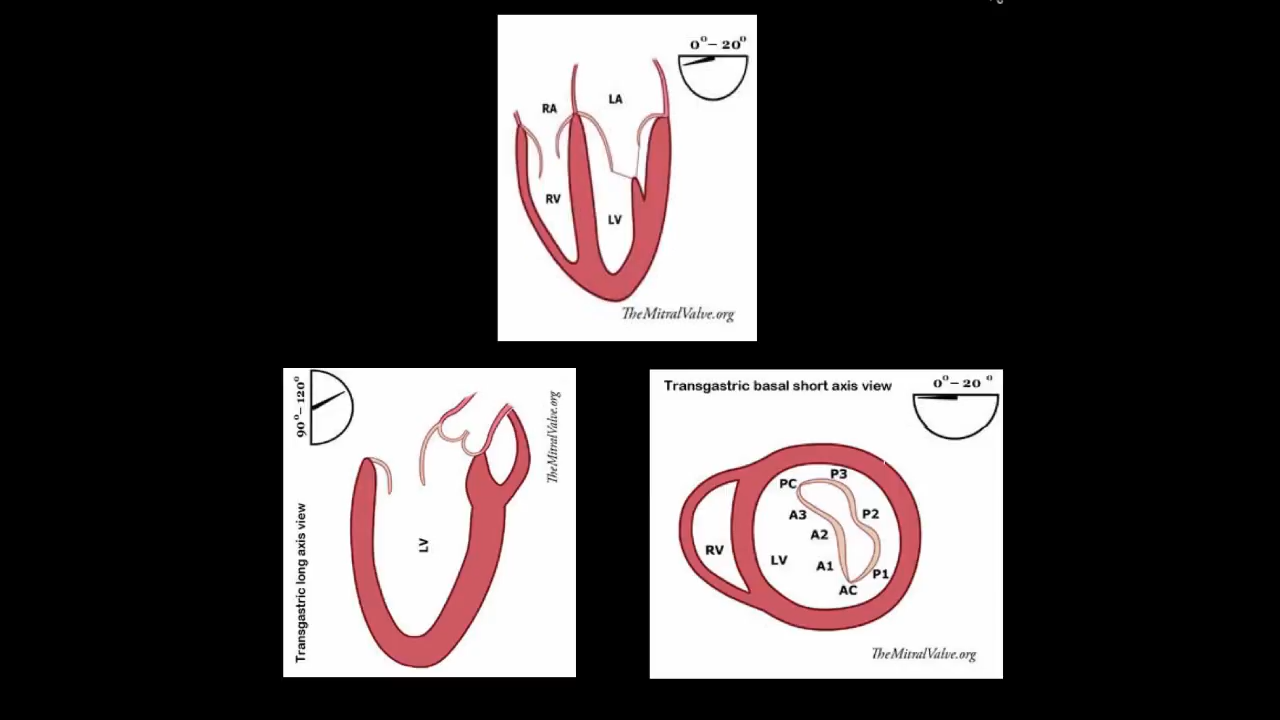 0° – 20°
LA
RA
RV
LV
TheMitralValve.org
90° – 120°
TheMitralValve.org
Transgastric long axis view
LV
Transgastric basal short axis view
0° – 20 °
P3
PC
A3
P2
A2
RV
LV
A1
P1
AC
TheMitralValve.org